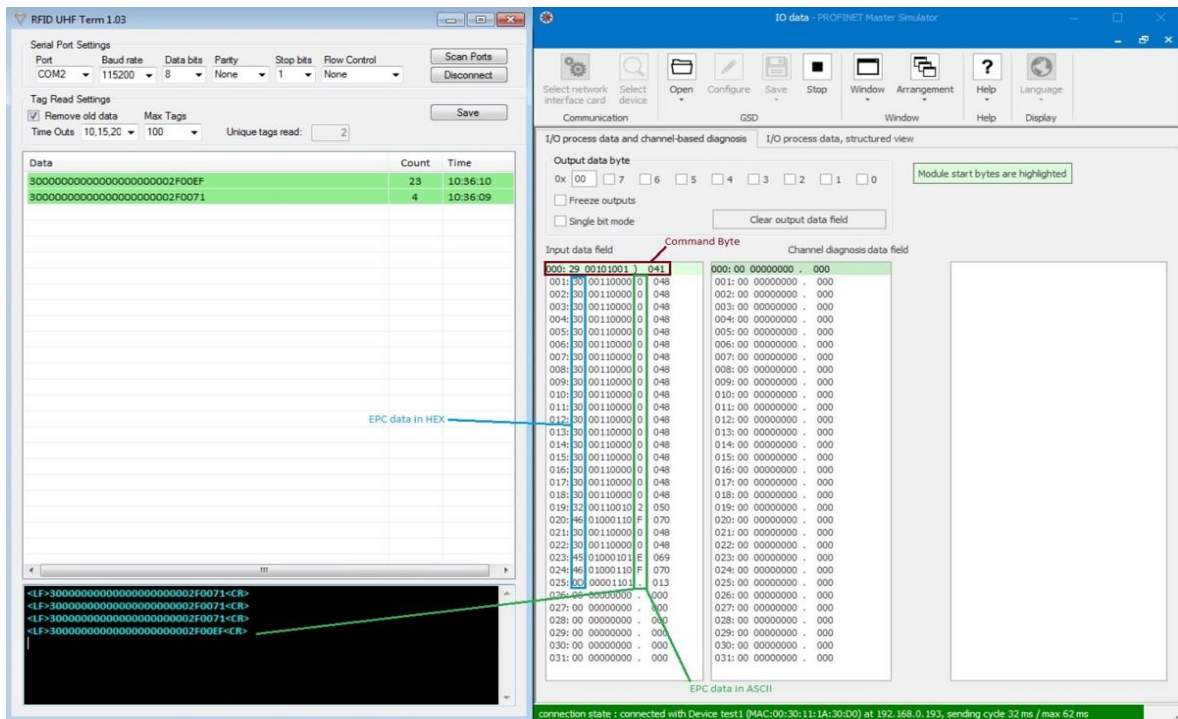 RFID UHF Term 1.03
Serial Port Settings
Port Baud rate Data bits Parity Stop bits Flow Control
COM2 115200 8 None 1 None
Scan Ports
Disconnect
Tag Read Settings
Remove old data Max Tags
Time Outs 10,15,20 100 Unique tags read: 2
Save
Data Count Time
30000000000000000000002F00EF 23 10:36:10
30000000000000000000002F0071 4 10:36:09
<LF>30000000000000000000002F0071<CR>
<LF>30000000000000000000002F0071<CR>
<LF>30000000000000000000002F0071<CR>
<LF>30000000000000000000002F00EF<CR>
EPC data in HEX
IO data - PROFINET Master Simulator
Select network interface card
Select device
Open Configure Save Stop Window Arrangement Help Language
Communication GSD Window Help Display
I/O process data and channel-based diagnosis I/O process data, structured view
Output data byte
0x 00 7 6 5 4 3 2 1 0
Module start bytes are highlighted
Freeze outputs
Single bit mode Clear output data field
Command Byte
Input data field Channel diagnosis data field
000: 29 00101001 ) 041 000: 00 00000000 . 000
001: 30 00110000 0 048 001: 00 00000000 . 000
002: 30 00110000 0 048 002: 00 00000000 . 000
003: 30 00110000 0 048 003: 00 00000000 . 000
004: 30 00110000 0 048 004: 00 00000000 . 000
005: 30 00110000 0 048 005: 00 00000000 . 000
006: 30 00110000 0 048 006: 00 00000000 . 000
007: 30 00110000 0 048 007: 00 00000000 . 000
008: 30 00110000 0 048 008: 00 00000000 . 000
009: 30 00110000 0 048 009: 00 00000000 . 000
010: 30 00110000 0 048 010: 00 00000000 . 000
011: 30 00110000 0 048 011: 00 00000000 . 000
012: 30 00110000 0 048 012: 00 00000000 . 000
013: 30 00110000 0 048 013: 00 00000000 . 000
014: 30 00110000 0 048 014: 00 00000000 . 000
015: 30 00110000 0 048 015: 00 00000000 . 000
016: 30 00110000 0 048 016: 00 00000000 . 000
017: 30 00110000 0 048 017: 00 00000000 . 000
018: 30 00110000 0 048 018: 00 00000000 . 000
019: 32 00110010 2 050 019: 00 00000000 . 000
020: 46 01000110 F 070 020: 00 00000000 . 000
021: 30 00110000 0 048 021: 00 00000000 . 000
022: 30 00110000 0 048 022: 00 00000000 . 000
023: 45 01000101 E 069 023: 00 00000000 . 000
024: 46 01000110 F 070 024: 00 00000000 . 000
025: 0D 00001101 . 013 025: 00 00000000 . 000
026: 00 00000000 . 000 026: 00 00000000 . 000
027: 00 00000000 . 000 027: 00 00000000 . 000
028: 00 00000000 . 000 028: 00 00000000 . 000
029: 00 00000000 . 000 029: 00 00000000 . 000
030: 00 00000000 . 000 030: 00 00000000 . 000
031: 00 00000000 . 000 031: 00 00000000 . 000
EPC data in ASCII
connection state : connected with Device test1 (MAC:00:30:11:1A:30:D0) at 192.168.0.193, sending cycle 32 ms / max 62 ms